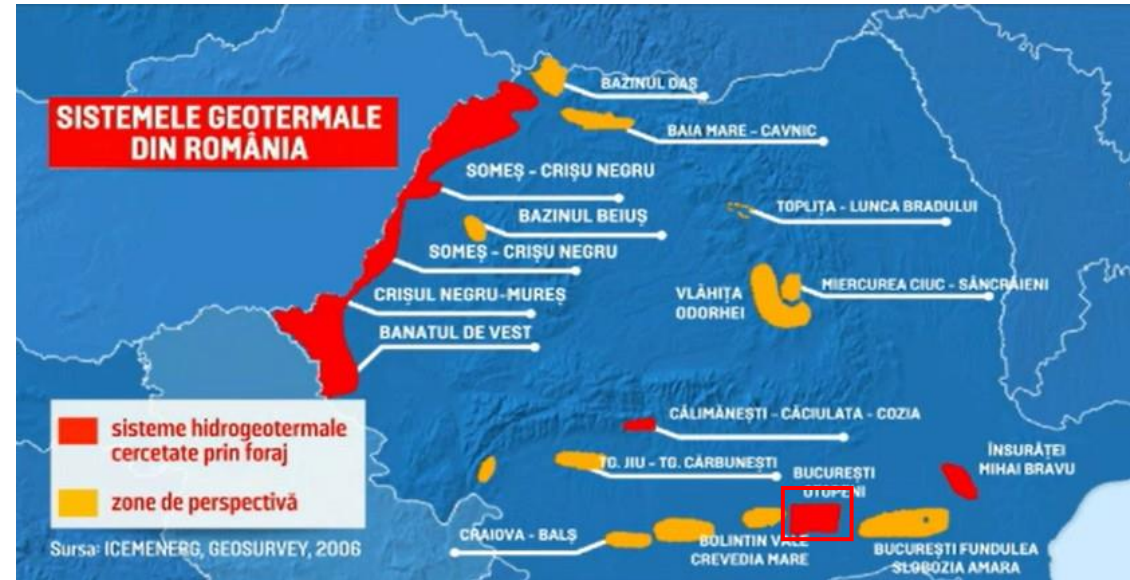 SISTEMELE GEOTERMALE
DIN ROMÂNIA
BAZINUL OAȘ
BAIA MARE - CAVNIC
SOMEȘ - CRIȘU NEGRU
TOPLIȚA - LUNCA BRADULUI
BAZINUL BEIUȘ
SOMEȘ - CRIȘU NEGRU
VLĂHIȚA
ODORHEI
MIERCUREA CIUC - SÂNCRĂIENI
CRIȘUL NEGRU-MUREȘ
BANATUL DE VEST
sisteme hidrogeotermale
cercetate prin foraj
zone de perspectivă
Sursa: ICEMENERG, GEOSURVEY, 2006
CĂLIMĂNEȘTI - CĂCIULATA - COZIA
TG. JIU - TG. CĂRBUNEȘTI
BUCUREȘTI
OTOPENI
ÎNSURĂȚEI
MIHAI BRAVU
CRAIOVA - BALȘ
BOLINTIN VALE
CREVEDIA MARE
BUCUREȘTI FUNDULEA
SLOBOZIA AMARA